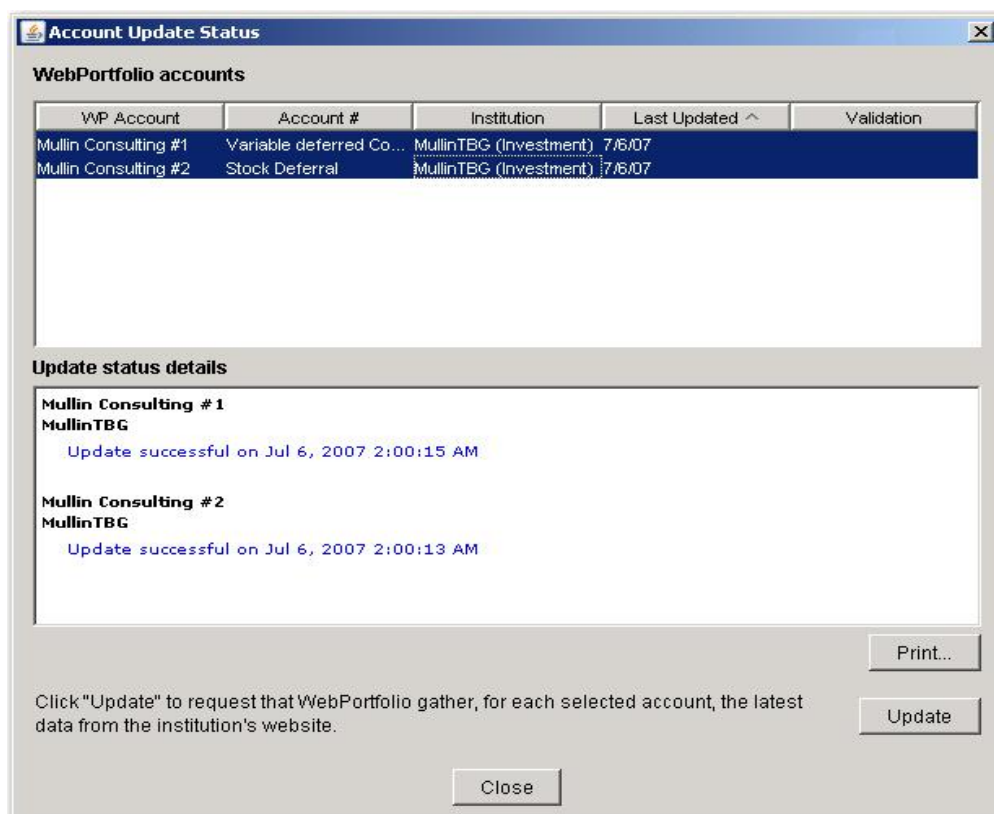 Account Update Status
WebPortfolio accounts
WP Account Account # Institution Last Updated Validation
Mullin Consulting #1 Variable deferred Co... MullinTBG (Investment) 7/6/07
Mullin Consulting #2 Stock Deferral MullinTBG (Investment) 7/6/07
Update status details
Mullin Consulting #1
MullinTBG
Update successful on Jul 6, 2007 2:00:15 AM
Mullin Consulting #2
MullinTBG
Update successful on Jul 6, 2007 2:00:13 AM
Print...
Click "Update" to request that WebPortfolio gather, for each selected account, the latest
data from the institution's website.
Update
Close